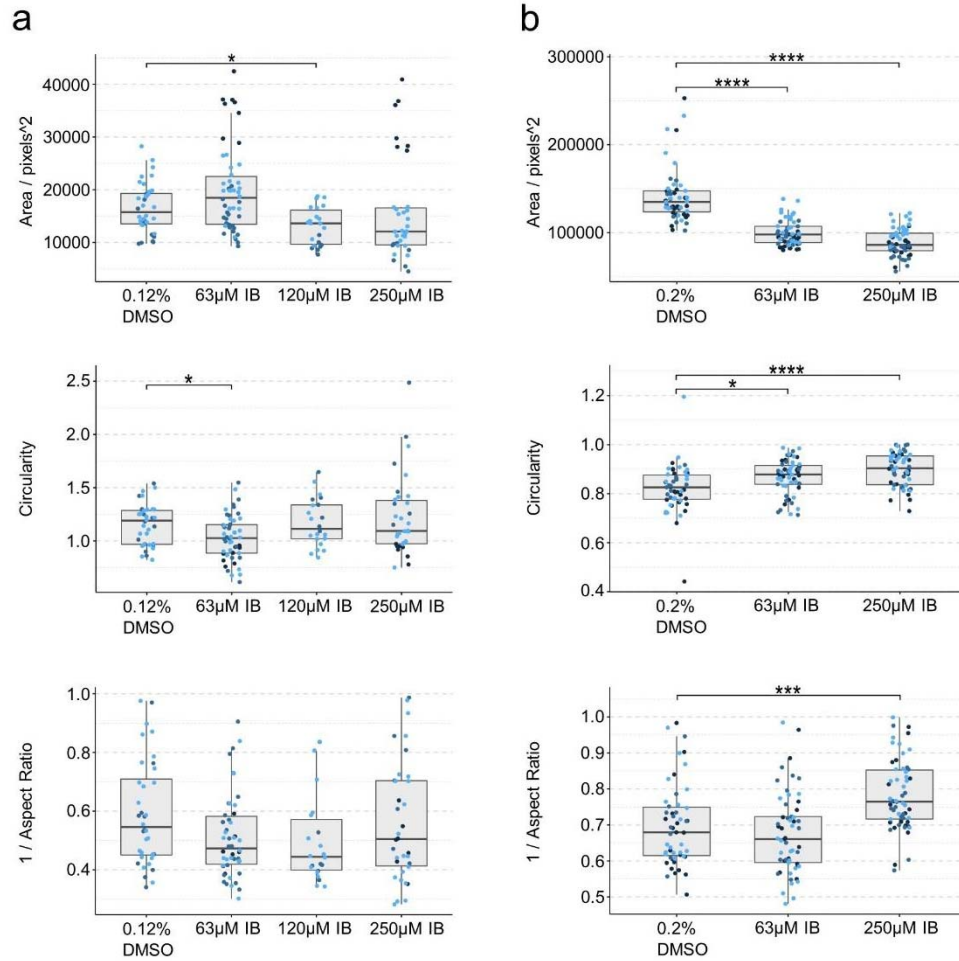 a
b
*
40000
30000
20000
10000
Area / pixels^2
0.12%
DMSO
63μM IB
120μM IB
250μM IB
****
****
300000
200000
100000
Area / pixels^2
0.2%
DMSO
63μM IB
250μM IB
*
2.5
2.0
1.5
1.0
Circularity
0.12%
DMSO
63μM IB
120μM IB
250μM IB
****
*
1.2
1.0
0.8
0.6
0.4
Circularity
0.2%
DMSO
63μM IB
250μM IB
1.0
0.8
0.6
0.4
1 / Aspect Ratio
0.12%
DMSO
63μM IB
120μM IB
250μM IB
***
1.0
0.9
0.8
0.7
0.6
0.5
1 / Aspect Ratio
0.2%
DMSO
63μM IB
250μM IB